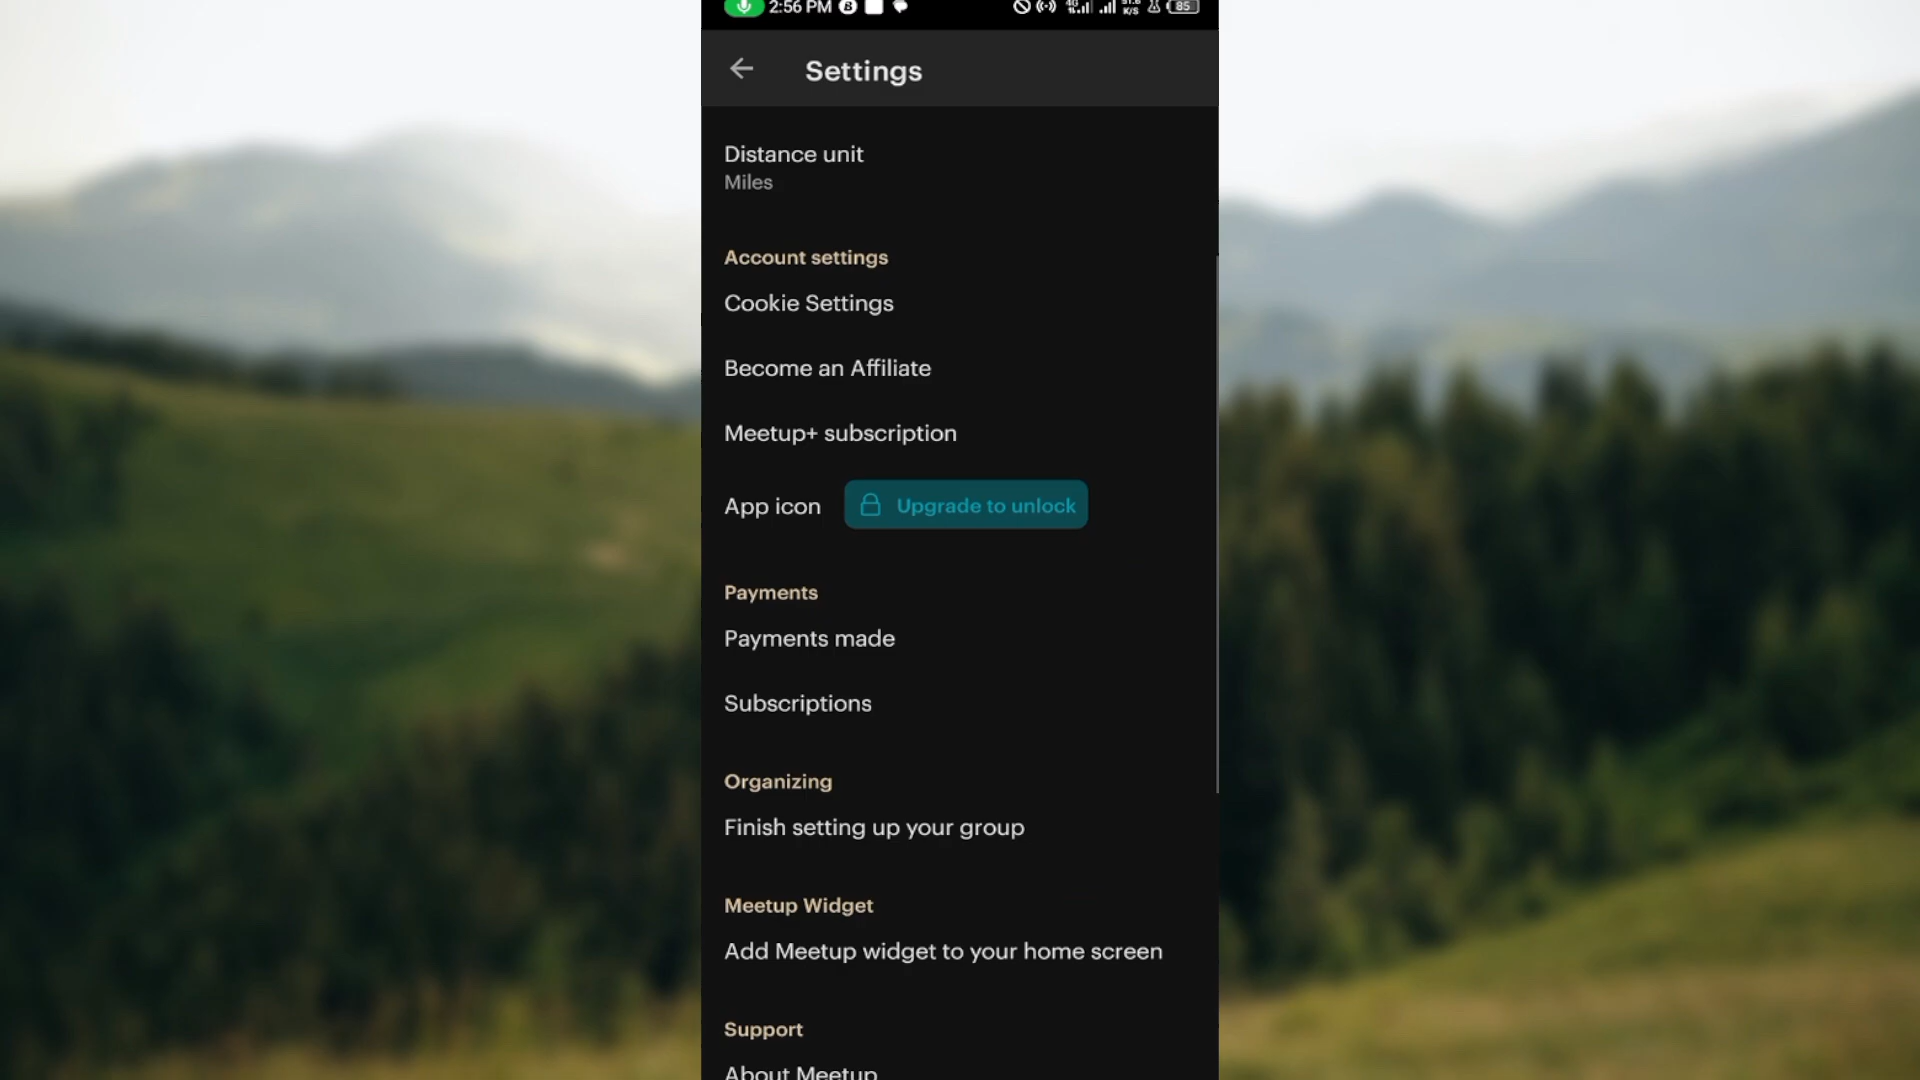 2:56 PM
85
Settings
Distance unit
Miles
Account settings
Cookie Settings
Become an Affiliate
Meetup+ subscription
App icon
Upgrade to unlock
Payments
Payments made
Subscriptions
Organizing
Finish setting up your group
Meetup Widget
Add Meetup widget to your home screen
Support
About Meetup